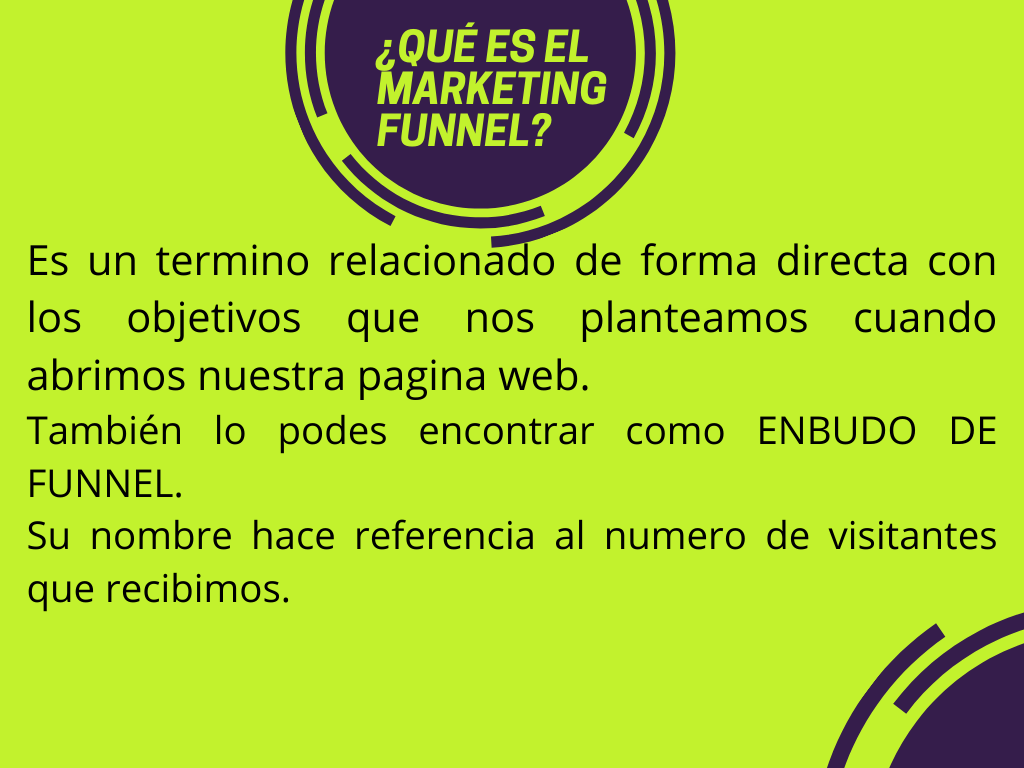 ¿QUÉ ES EL
MARKETING
FUNNEL?
Es un termino relacionado de forma directa con
los objetivos que nos planteamos cuando
abrimos nuestra pagina web.
También lo podes encontrar como ENBUDO DE
FUNNEL.
Su nombre hace referencia al numero de visitantes
que recibimos.